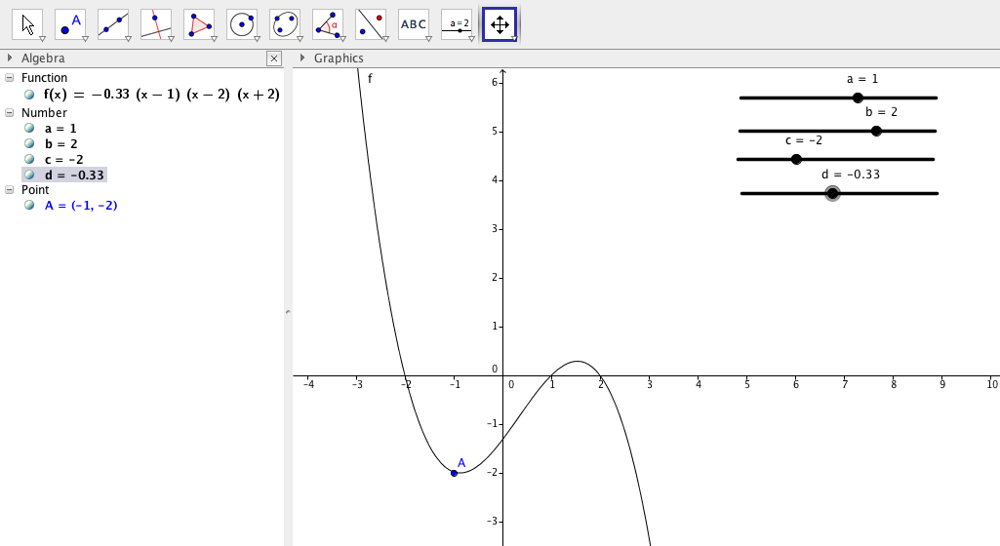 A
α
a=2
ABC
Algebra
Graphics
Function
f(x) = −0.33 (x − 1) (x − 2) (x + 2)
Number
a = 1
b = 2
c = −2
d = −0.33
Point
A = (−1, −2)
f
a = 1
b = 2
c = −2
d = −0.33
6
5
4
3
2
1
0
−4 −3 −2 −1 0 1 2 3 4 5 6 7 8 9 10
−1
A
−2
−3